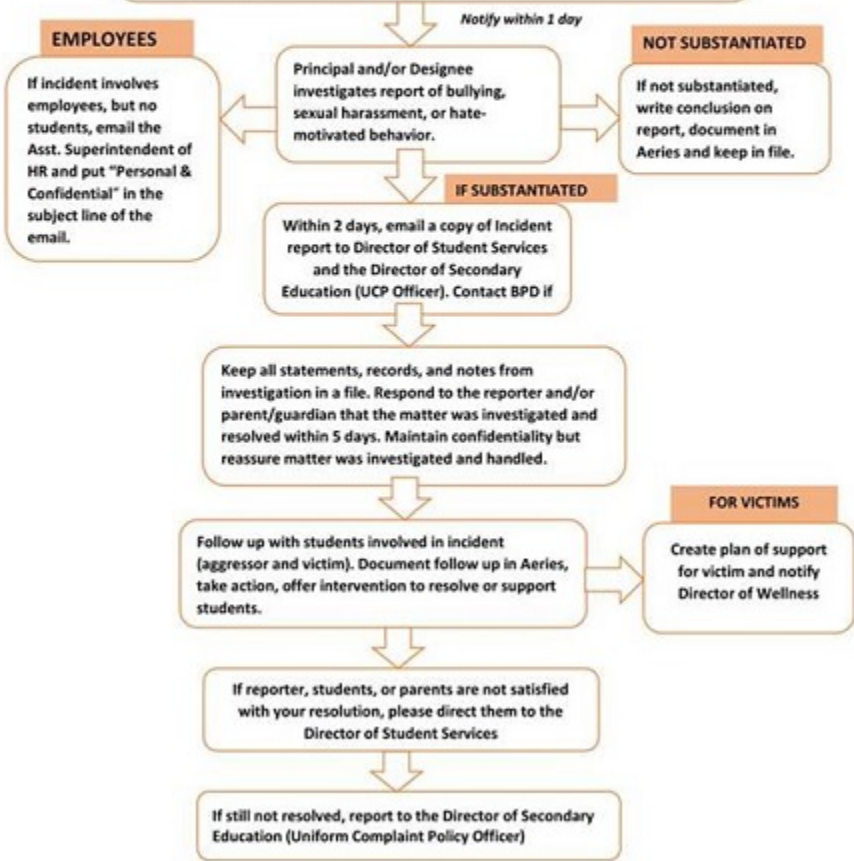 Notify within 1 day
EMPLOYEES
If incident involves
employees, but no
students, email the
Asst. Superintendent of
HR and put “Personal &
Confidential” in the
subject line of the
email.
Principal and/or Designee
investigates report of bullying,
sexual harassment, or hate-
motivated behavior.
NOT SUBSTANTIATED
If not substantiated,
write conclusion on
report, document in
Aeries and keep in file.
IF SUBSTANTIATED
Within 2 days, email a copy of Incident
report to Director of Student Services
and the Director of Secondary
Education (UCP Officer). Contact BPD if
Keep all statements, records, and notes from
investigation in a file. Respond to the reporter and/or
parent/guardian that the matter was investigated and
resolved within 5 days. Maintain confidentiality but
reassure matter was investigated and handled.
Follow up with students involved in incident
(aggressor and victim). Document follow up in Aeries,
take action, offer intervention to resolve or support
students.
FOR VICTIMS
Create plan of support
for victim and notify
Director of Wellness
If reporter, students, or parents are not satisfied
with your resolution, please direct them to the
Director of Student Services
If still not resolved, report to the Director of Secondary
Education (Uniform Complaint Policy Officer)